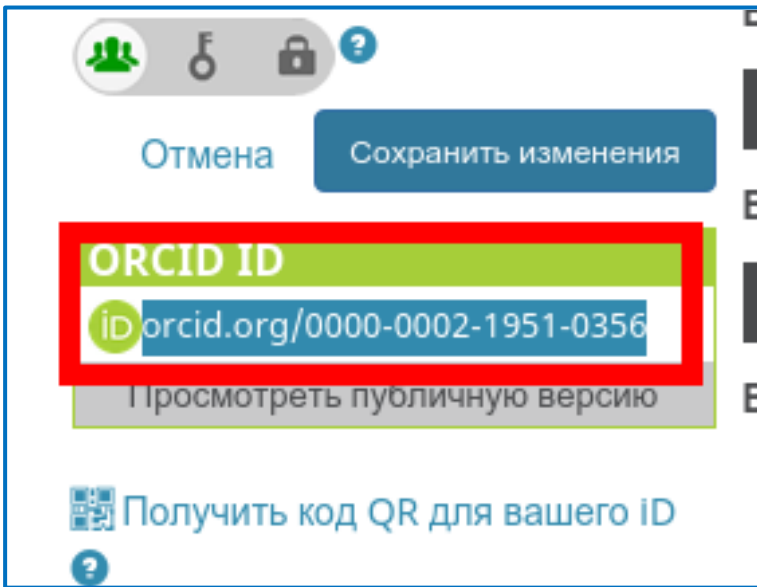 Отмена
Сохранить изменения
ORCID ID
iD orcid.org/0000-0002-1951-0356
Просмотреть публичную версию
Получить код QR для вашего iD